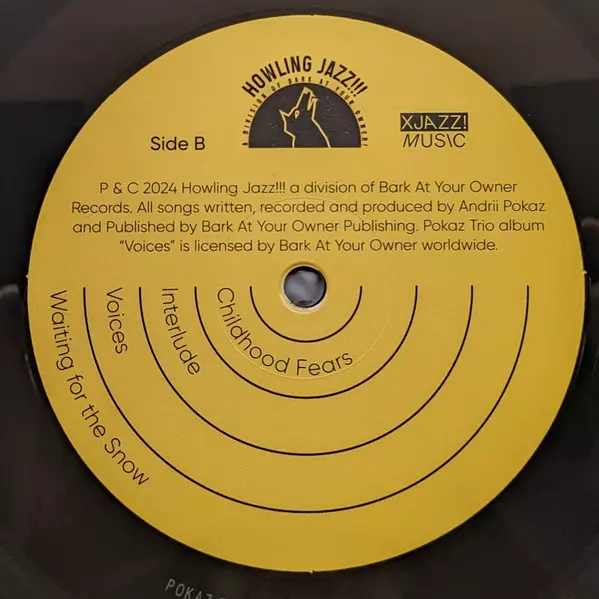 HOWLING JAZZ!!!
A DIVISION OF BARK AT YOUR OWNER!
XJAZZ!
MUSIC
Side B
P & C 2024 Howling Jazz!!! a division of Bark At Your Owner
Records. All songs written, recorded and produced by Andrii Pokaz
and Published by Bark At Your Owner Publishing. Pokaz Trio album
“Voices” is licensed by Bark At Your Owner worldwide.
Waiting for the Snow
Voices
Interlude
Childhood Fears
POKAZ